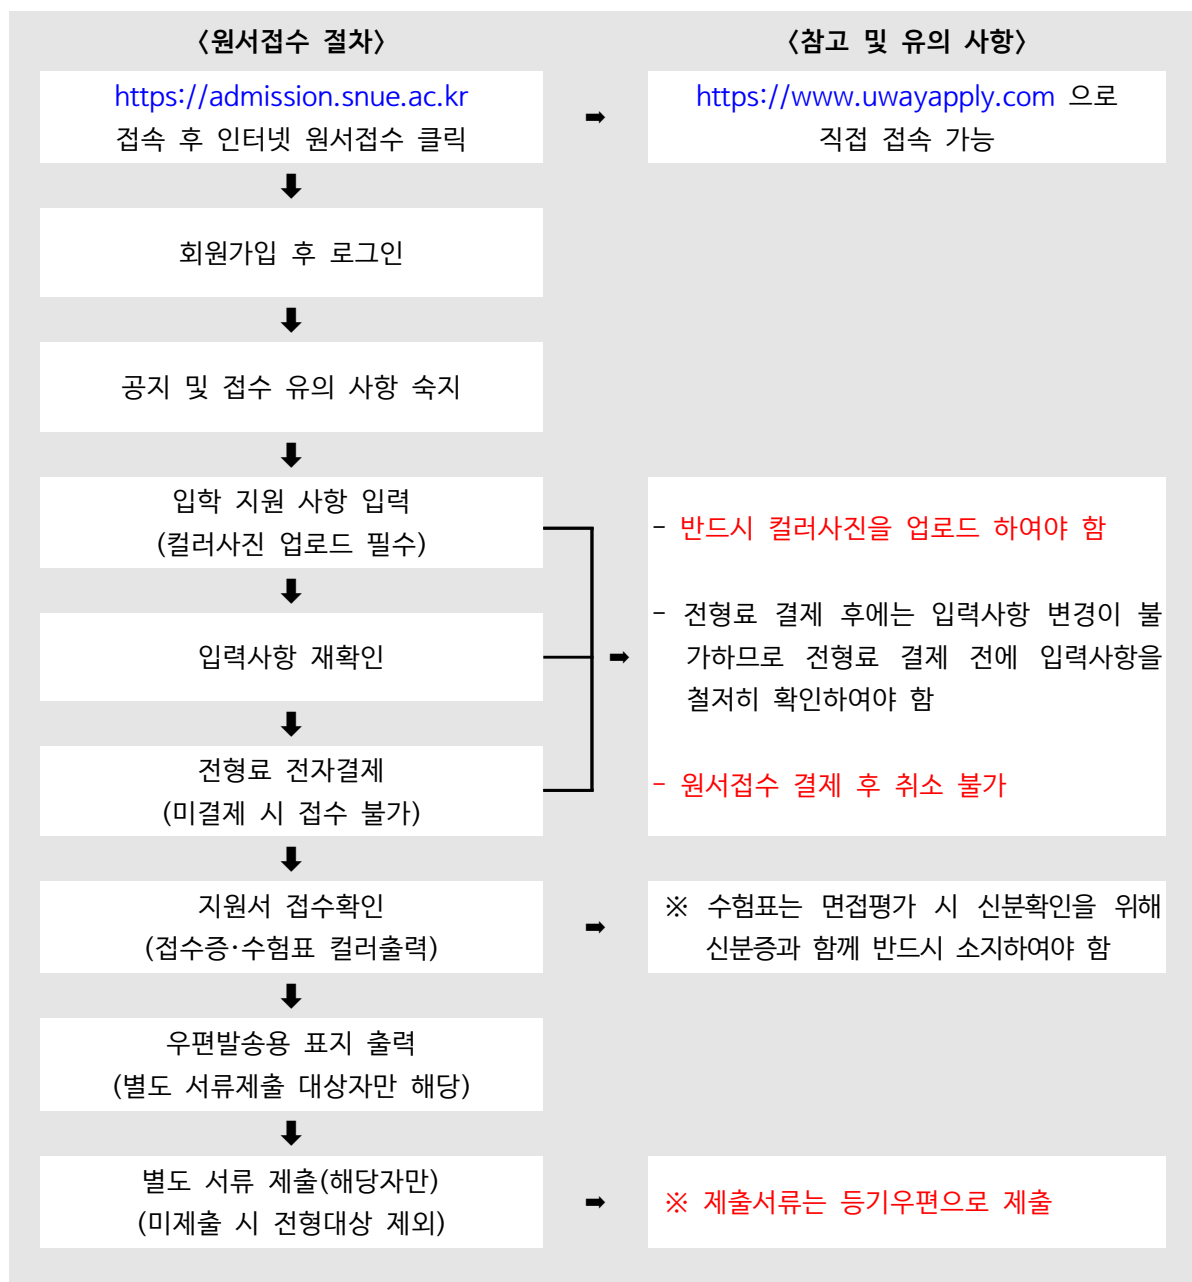 〈원서접수 절차〉
〈참고 및 유의 사항〉
https://admission.snue.ac.kr
접속 후 인터넷 원서접수 클릭
➡
https://www.uwayapply.com 으로
직접 접속 가능
⬇
회원가입 후 로그인
⬇
공지 및 접수 유의 사항 숙지
⬇
입학 지원 사항 입력
(컬러사진 업로드 필수)
⬇
입력사항 재확인
⬇
전형료 전자결제
(미결제 시 접수 불가)
➡
- 반드시 컬러사진을 업로드 하여야 함
- 전형료 결제 후에는 입력사항 변경이 불
가하므로 전형료 결제 전에 입력사항을
철저히 확인하여야 함
- 원서접수 결제 후 취소 불가
⬇
지원서 접수확인
(접수증·수험표 컬러출력)
➡
※ 수험표는 면접평가 시 신분확인을 위해
신분증과 함께 반드시 소지하여야 함
⬇
우편발송용 표지 출력
(별도 서류제출 대상자만 해당)
⬇
별도 서류 제출(해당자만)
(미제출 시 전형대상 제외)
➡
※ 제출서류는 등기우편으로 제출